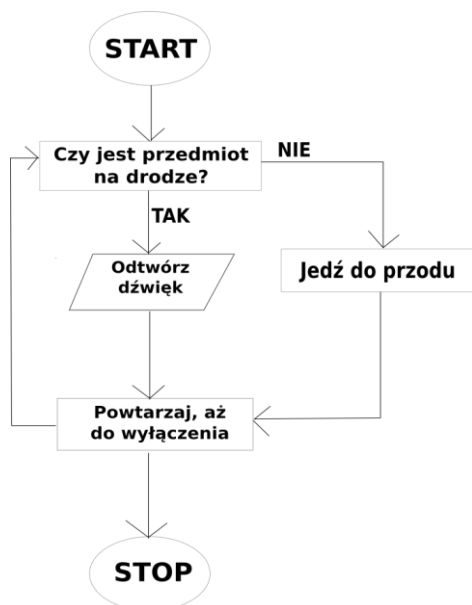 START
Czy jest przedmiot
na drodze?
NIE
TAK
Odtwórz
dźwięk
Jedź do przodu
Powtarzaj, aż
do wyłączenia
STOP